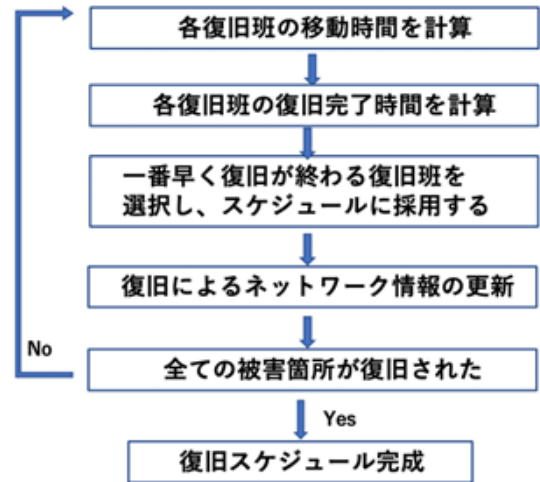 各復旧班の移動時間を計算
各復旧班の復旧完了時間を計算
一番早く復旧が終わる復旧班を
選択し、スケジュールに採用する
復旧によるネットワーク情報の更新
No
全ての被害箇所が復旧された
Yes
復旧スケジュール完成